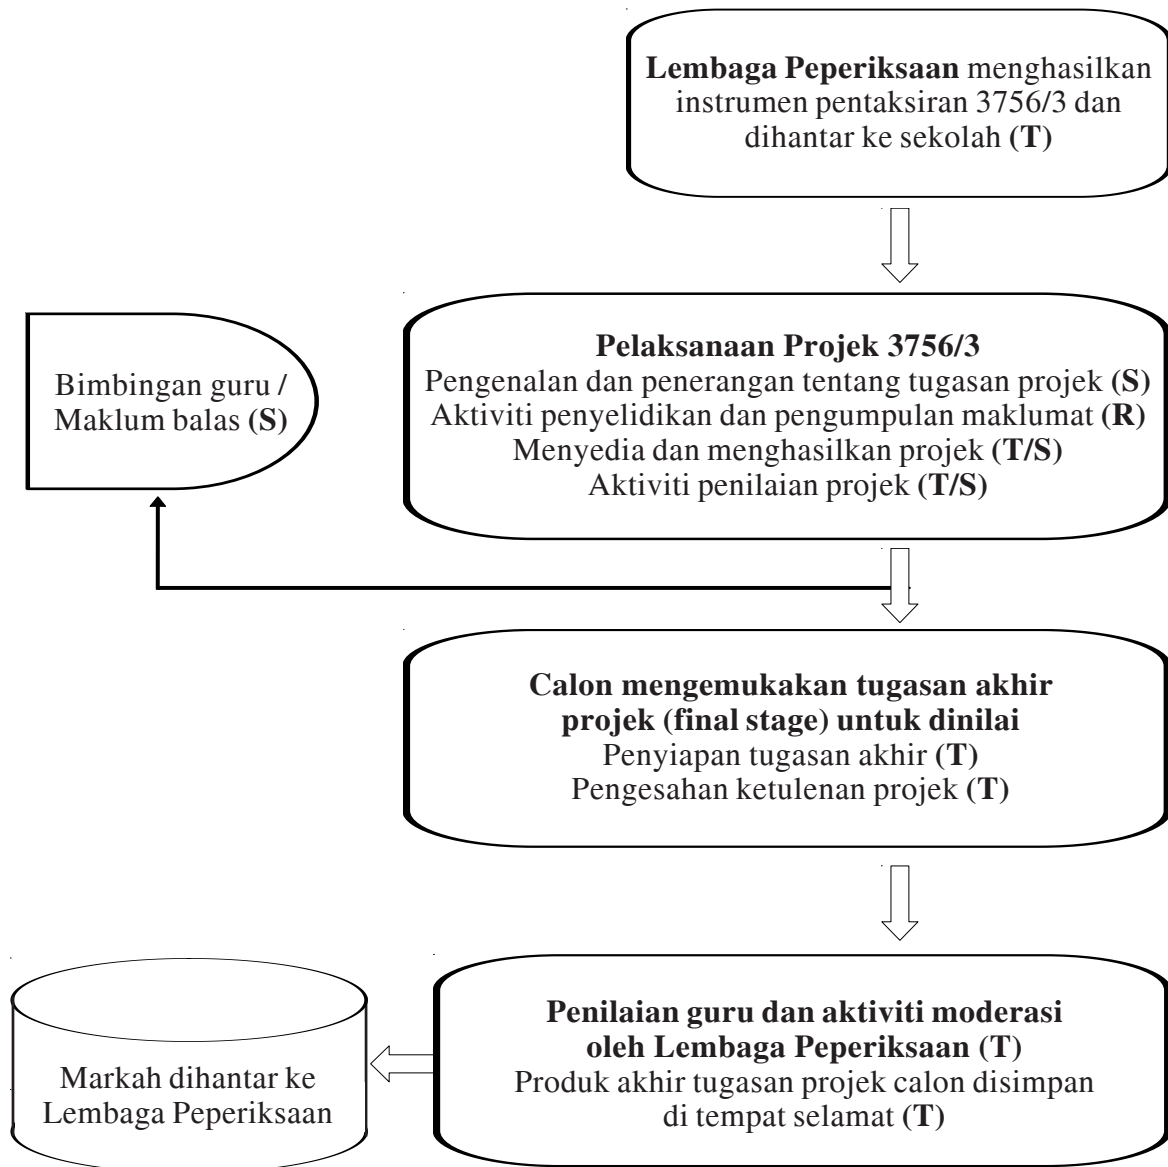 Lembaga Peperiksaan menghasilkan
instrumen pentaksiran 3756/3 dan
dihantar ke sekolah (T)
Bimbingan guru /
Maklum balas (S)
Pelaksanaan Projek 3756/3
Pengenalan dan penerangan tentang tugasan projek (S)
Aktiviti penyelidikan dan pengumpulan maklumat (R)
Menyedia dan menghasilkan projek (T/S)
Aktiviti penilaian projek (T/S)
Calon mengemukakan tugasan akhir
projek (final stage) untuk dinilai
Penyiapan tugasan akhir (T)
Pengesahan ketulenan projek (T)
Penilaian guru dan aktiviti moderasi
oleh Lembaga Peperiksaan (T)
Produk akhir tugasan projek calon disimpan
di tempat selamat (T)
Markah dihantar ke
Lembaga Peperiksaan